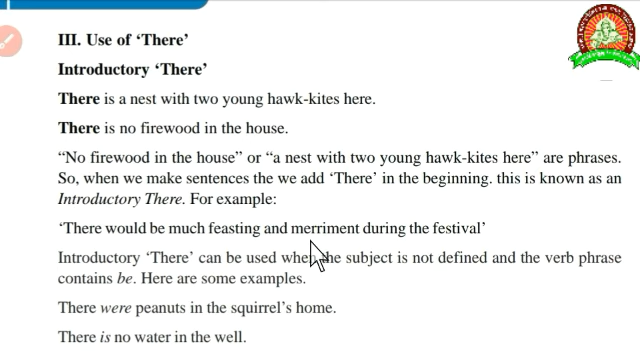 III. Use of ‘There’
Introductory ‘There’
There is a nest with two young hawk-kites here.
There is no firewood in the house.
“No firewood in the house” or “a nest with two young hawk-kites here” are phrases.
So, when we make sentences the we add ‘There’ in the beginning. this is known as an
Introductory There. For example:
‘There would be much feasting and merriment during the festival’
Introductory ‘There’ can be used when the subject is not defined and the verb phrase
contains be. Here are some examples.
There were peanuts in the squirrel’s home.
There is no water in the well.